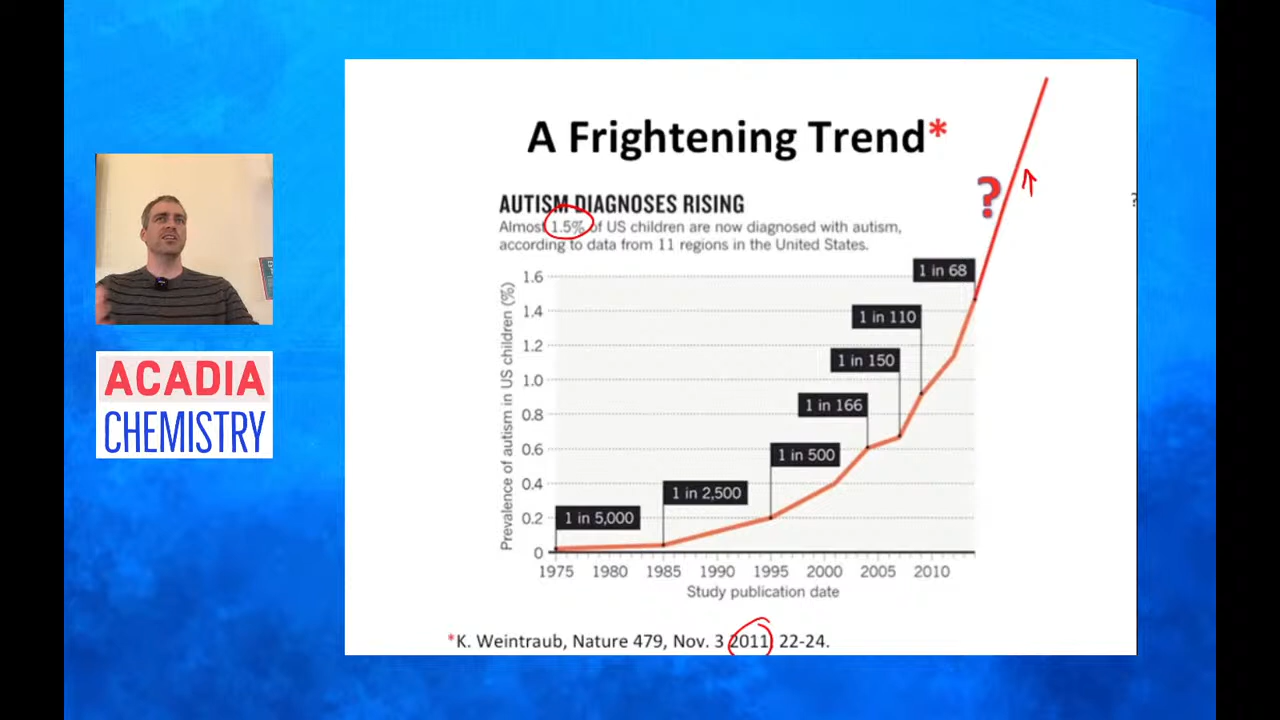 A Frightening Trend*
?
?
AUTISM DIAGNOSES RISING
Almost 1.5% of US children are now diagnosed with autism,
according to data from 11 regions in the United States.
ACADIA
CHEMISTRY
Prevalence of autism in US children (%)
1.6
1.4
1.2
1.0
0.8
0.6
0.4
0.2
0
1 in 68
1 in 110
1 in 150
1 in 166
1 in 500
1 in 2,500
1 in 5,000
1975 1980 1985 1990 1995 2000 2005 2010
Study publication date
*K. Weintraub, Nature 479, Nov. 3 2011, 22-24.